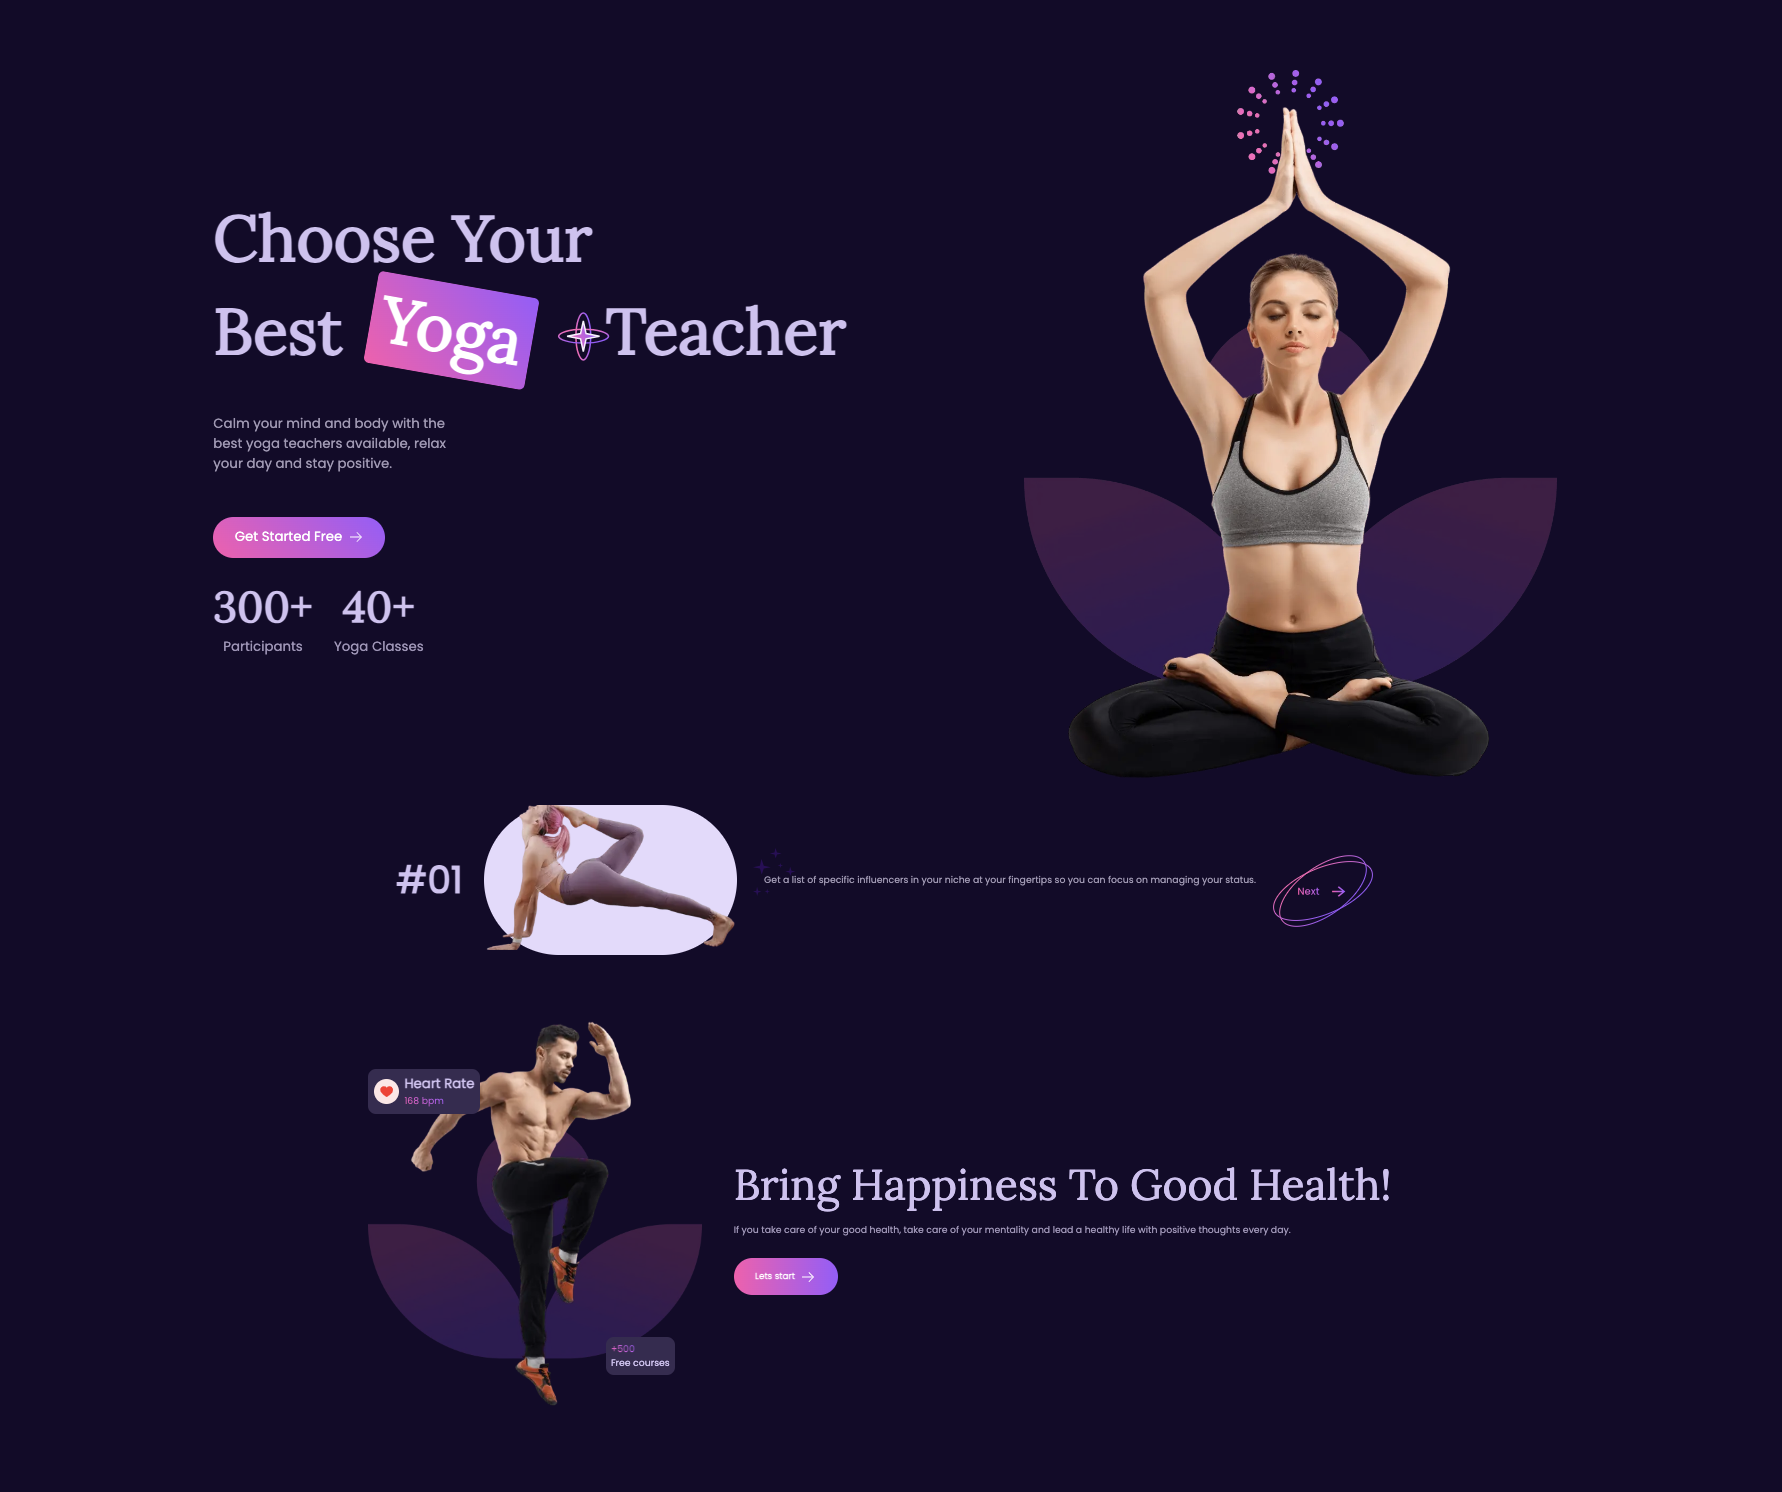 Choose Your
Best Yoga Teacher
Calm your mind and body with the
best yoga teachers available, relax
your day and stay positive.
Get Started Free
300+ 40+
Participants Yoga Classes
#01
Get a list of specific influencers in your niche at your fingertips so you can focus on managing your status.
Next
Heart Rate
168 bpm
Bring Happiness To Good Health!
If you take care of your good health, take care of your mentality and lead a healthy life with positive thoughts every day.
Lets start
+500
Free courses